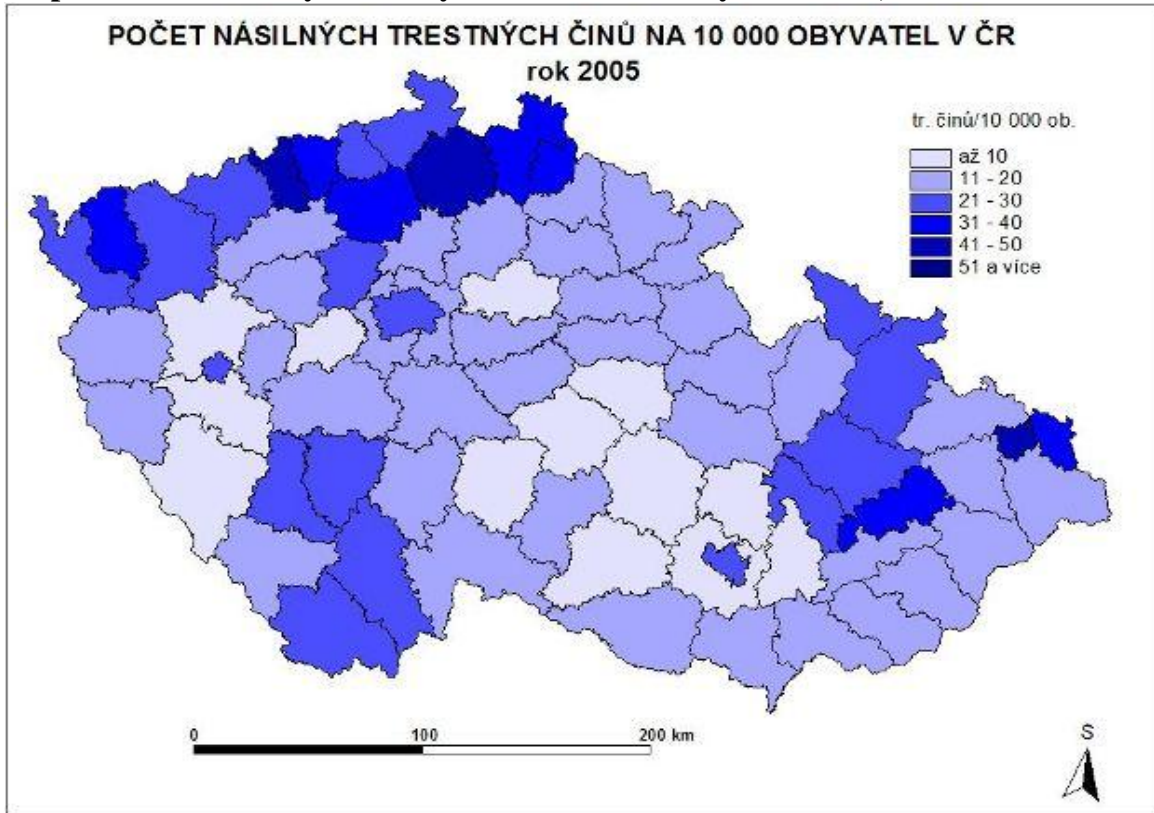 POČET NÁSILNÝCH TRESTNÝCH ČINŮ NA 10 000 OBYVATEL V ČR
rok 2005
tr. činů/10 000 ob.
až 10
11 - 20
21 - 30
31 - 40
41 - 50
51 a více
0 100 200 km
S